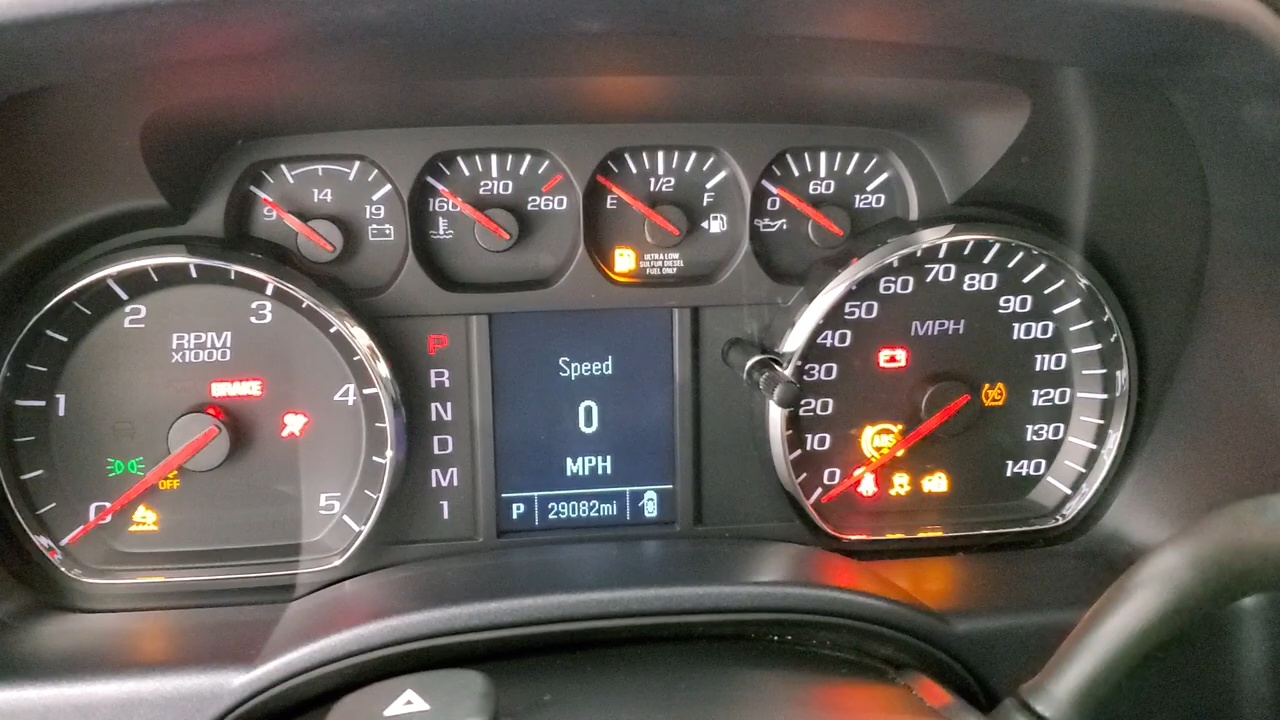 14
9
19
210
160
260
1/2
E
F
ULTRA LOW
SULFUR DIESEL
FUEL ONLY
60
0
120
RPM
x1000
0
1
2
3
4
5
BRAKE
OFF
P
R
N
D
M
1
Speed
0
MPH
P
29082mi
MPH
0
10
20
30
40
50
60
70
80
90
100
110
120
130
140
T/C
ABS